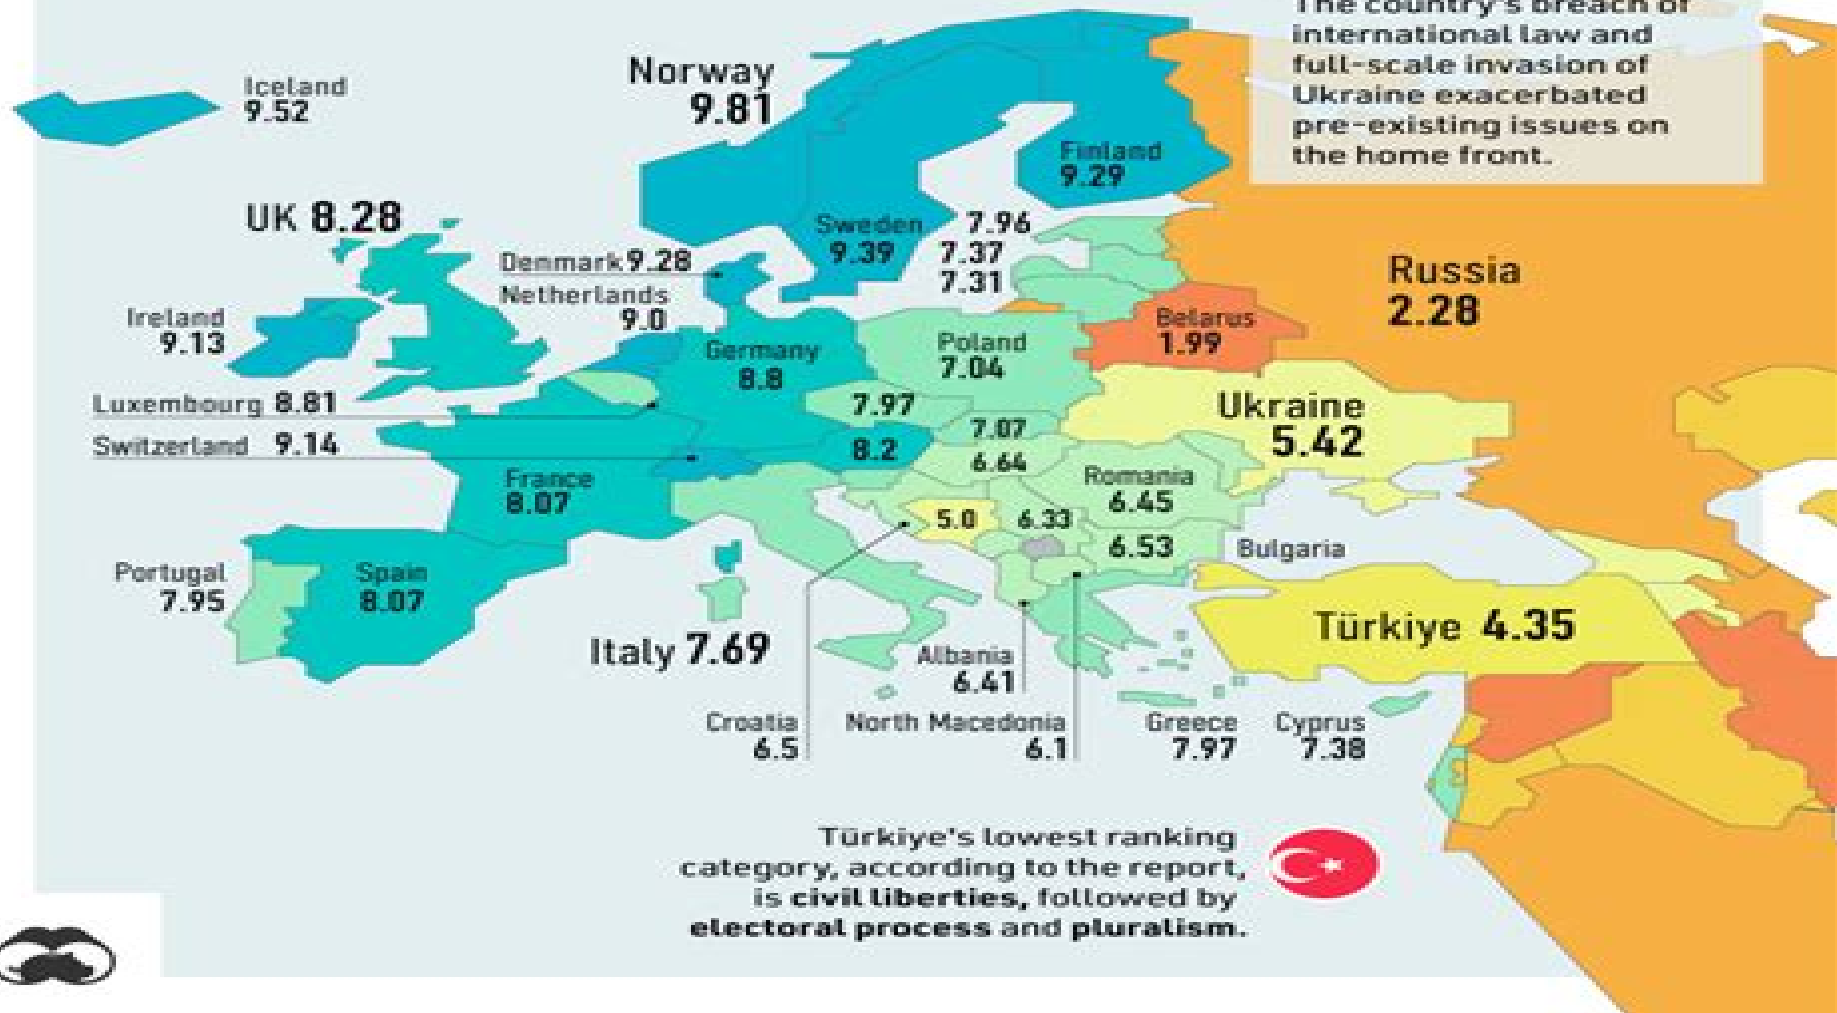 The country's breach of
international law and
full-scale invasion of
Ukraine exacerbated
pre-existing issues on
the home front.
Iceland
9.52
Norway
9.81
Finland
9.29
UK 8.28
Sweden
9.39
7.96
7.37
7.31
Denmark 9.28
Netherlands
9.0
Russia
2.28
Ireland
9.13
Belarus
1.99
Germany
8.8
Poland
7.04
Luxembourg 8.81
7.97
Ukraine
5.42
Switzerland 9.14
8.2
7.07
6.64
France
8.07
Romania
6.45
5.0
6.33
6.53
Bulgaria
Portugal
7.95
Spain
8.07
Italy 7.69
Türkiye 4.35
Albania
6.41
Croatia
6.5
North Macedonia
6.1
Greece
7.97
Cyprus
7.38
Türkiye's lowest ranking
category, according to the report,
is civil liberties, followed by
electoral process and pluralism.